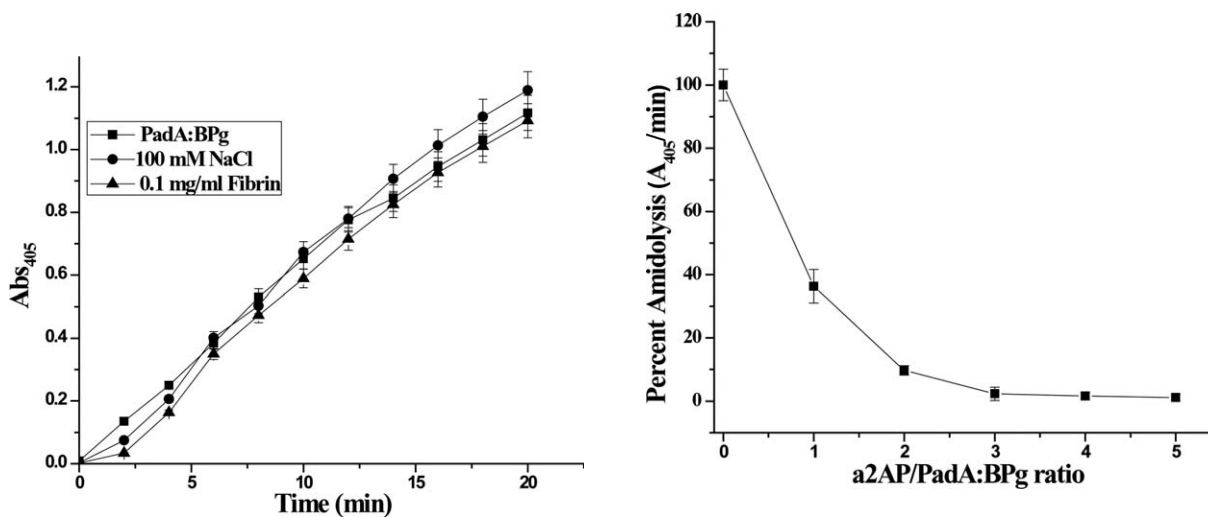 1.2
1.0
0.8
0.6
0.4
0.2
0.0
Abs405
PadA:BPg
100 mM NaCl
0.1 mg/ml Fibrin
0 5 10 15 20
Time (min)
100
80
60
40
20
0
Percent Amidolysis (A405/min)
0 1 2 3 4 5
a2AP/PadA:BPg ratio